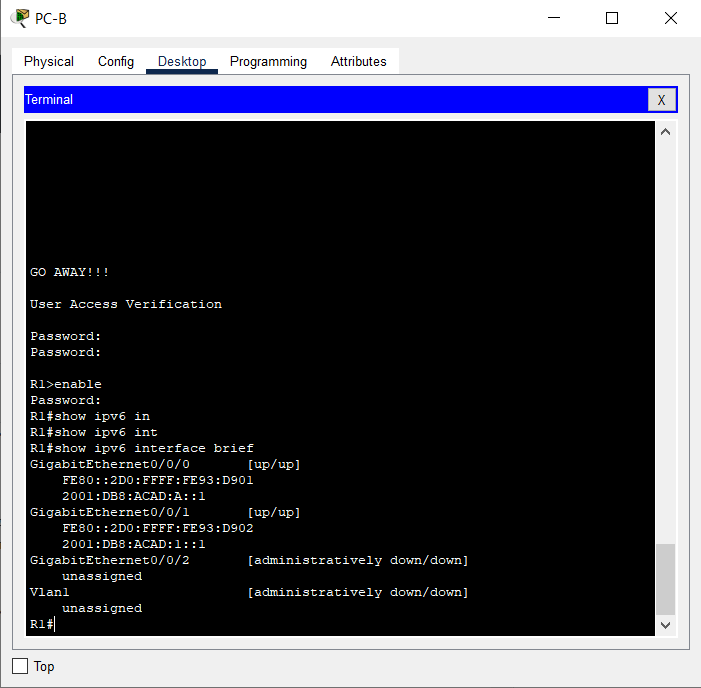 PC-B
Physical Config Desktop Programming Attributes
Terminal X
GO AWAY!!!
User Access Verification
Password:
Password:
R1>enable
Password:
R1#show ipv6 in
R1#show ipv6 int
R1#show ipv6 interface brief
GigabitEthernet0/0/0 [up/up]
FE80::2D0:FFFF:FE93:D901
2001:DB8:ACAD:A::1
GigabitEthernet0/0/1 [up/up]
FE80::2D0:FFFF:FE93:D902
2001:DB8:ACAD:1::1
GigabitEthernet0/0/2 [administratively down/down]
unassigned
Vlan1 [administratively down/down]
unassigned
R1#
Top